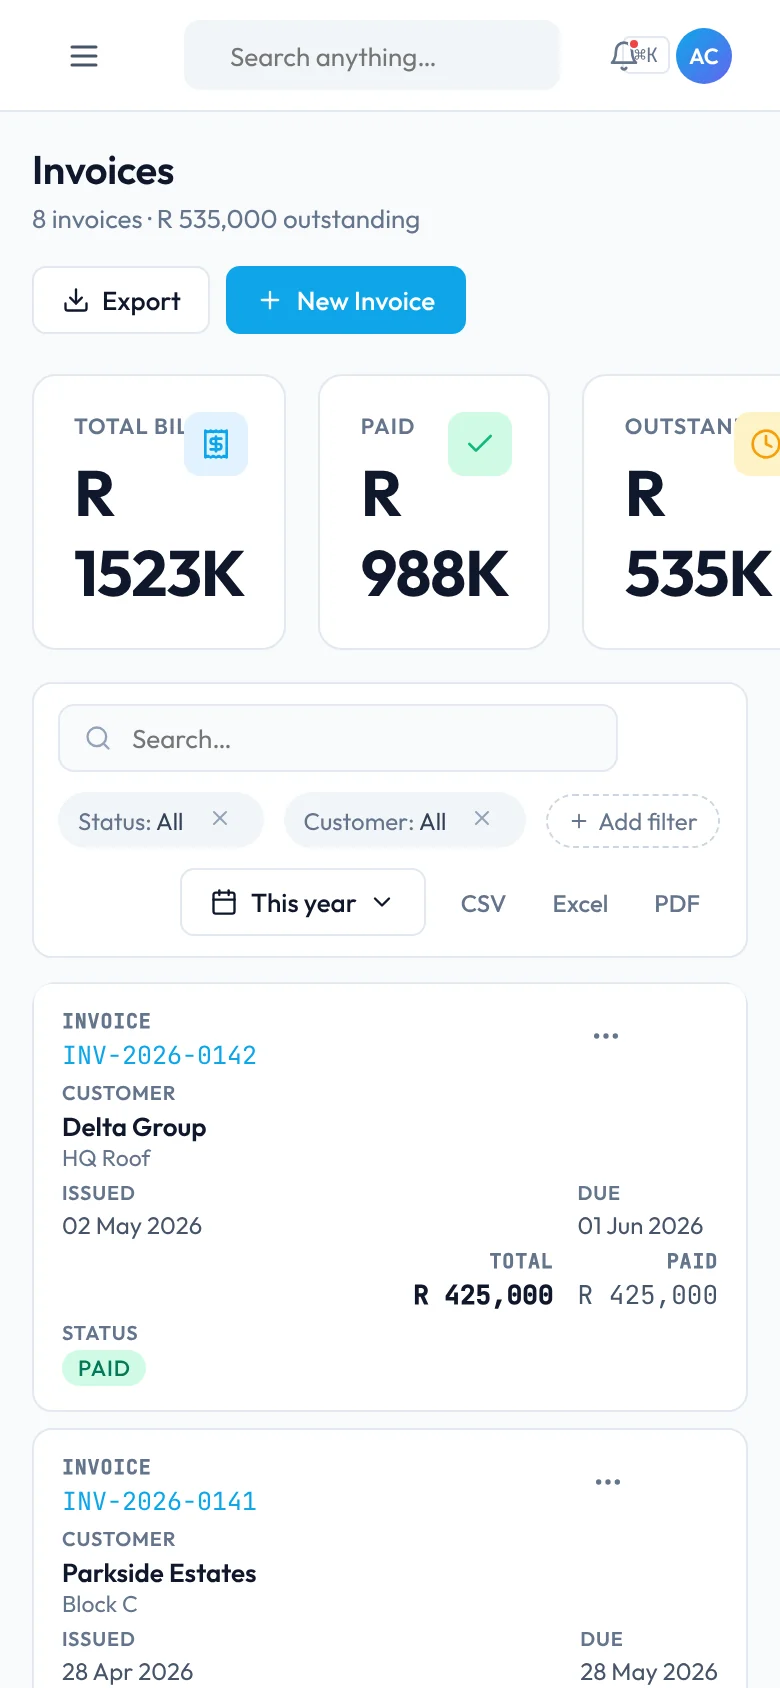 Search anything...
⌘K
AC
Invoices
8 invoices · R 535,000 outstanding
Export
+ New Invoice
TOTAL BIL
PAID
OUTSTAN
R
1523K
R
988K
R
535K
Search...
Status: All
Customer: All
+ Add filter
This year
CSV
Excel
PDF
INVOICE
INV-2026-0142
CUSTOMER
Delta Group
HQ Roof
ISSUED
DUE
02 May 2026
01 Jun 2026
TOTAL
PAID
R 425,000
R 425,000
STATUS
PAID
INVOICE
INV-2026-0141
CUSTOMER
Parkside Estates
Block C
ISSUED
DUE
28 Apr 2026
28 May 2026